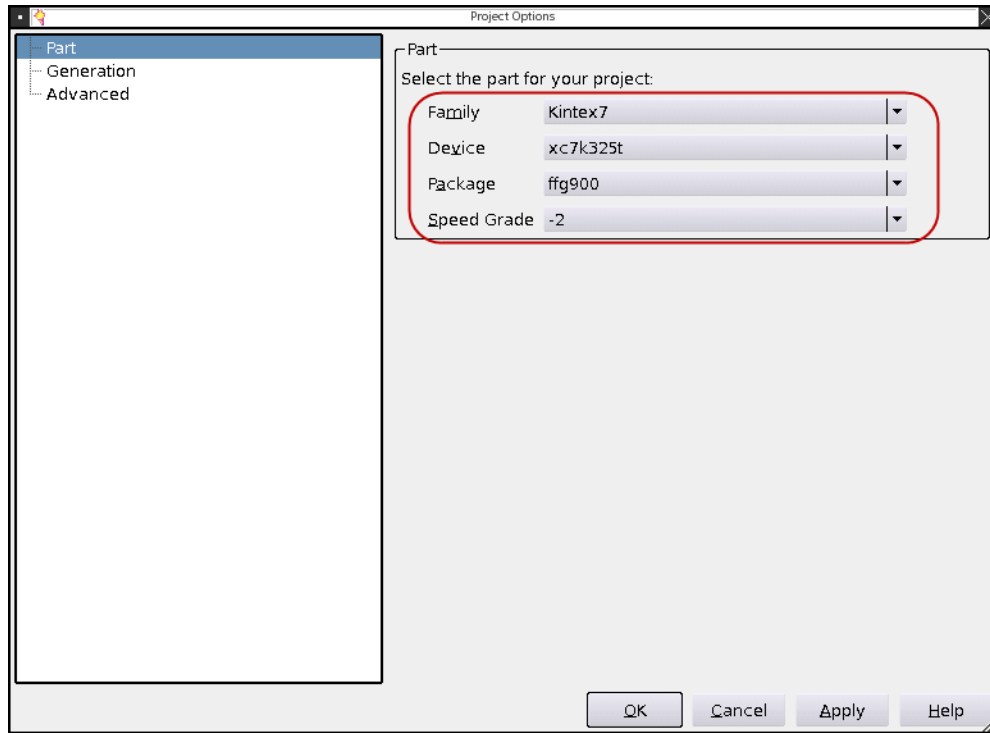 Project Options
Part
Generation
Advanced
Part
Select the part for your project:
Family Kintex7
Device xc7k325t
Package ffg900
Speed Grade -2
OK Cancel Apply Help